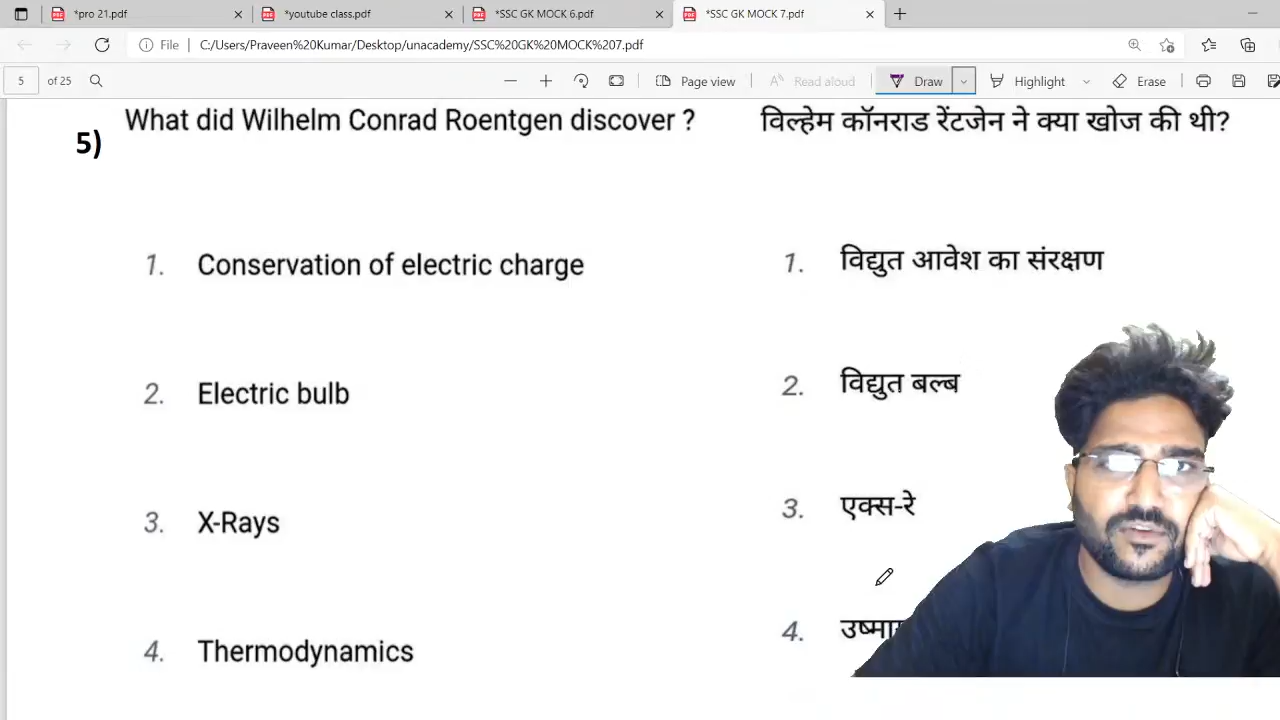 *pro 21.pdf
*youtube class.pdf
*SSC GK MOCK 6.pdf
*SSC GK MOCK 7.pdf
File C:/Users/Praveen%20Kumar/Desktop/unacademy/SSC%20GK%20MOCK%207.pdf
5 of 25 Page view Read aloud Draw Highlight Erase
What did Wilhelm Conrad Roentgen discover ?
5)
1. Conservation of electric charge
2. Electric bulb
3. X-Rays
4. Thermodynamics
विल्हेम कॉनराड रेंटजेन ने क्या खोज की थी?
1. विद्युत आवेश का संरक्षण
2. विद्युत बल्ब
3. एक्स-रे
4.